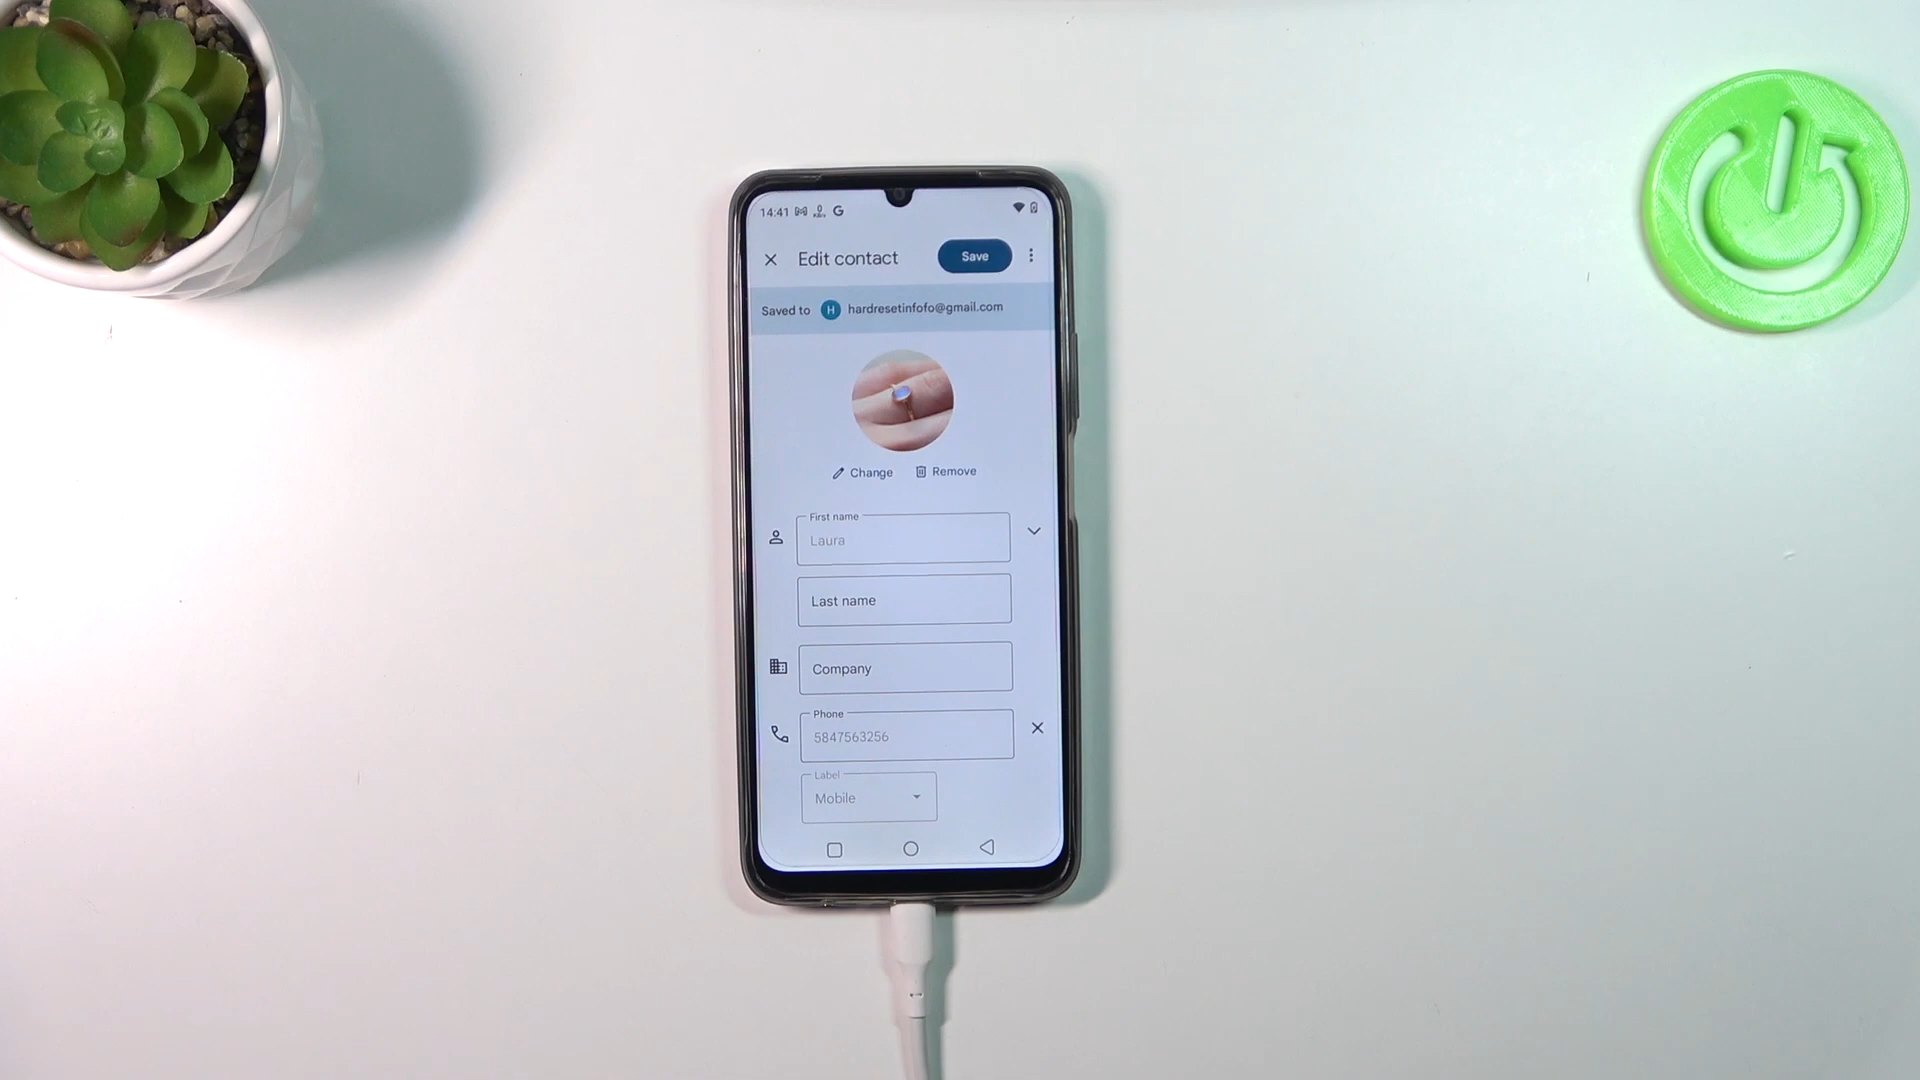 14:41
Edit contact
Save
Saved to H hardresetinfofo@gmail.com
Change
Remove
First name
Laura
Last name
Company
Phone
5847563256
Label
Mobile